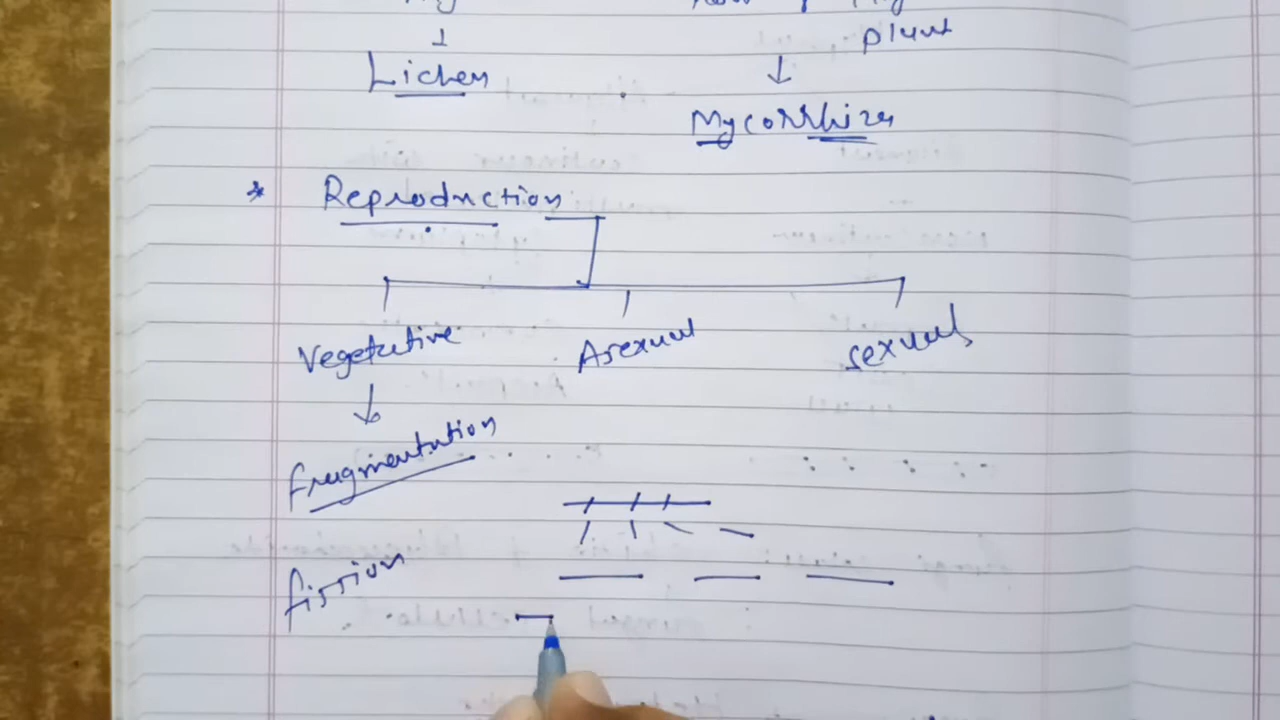 plant
Lichen
Mycorrhiza
* Reproduction
Vegetative Asexual sexual
fragmentation
fission